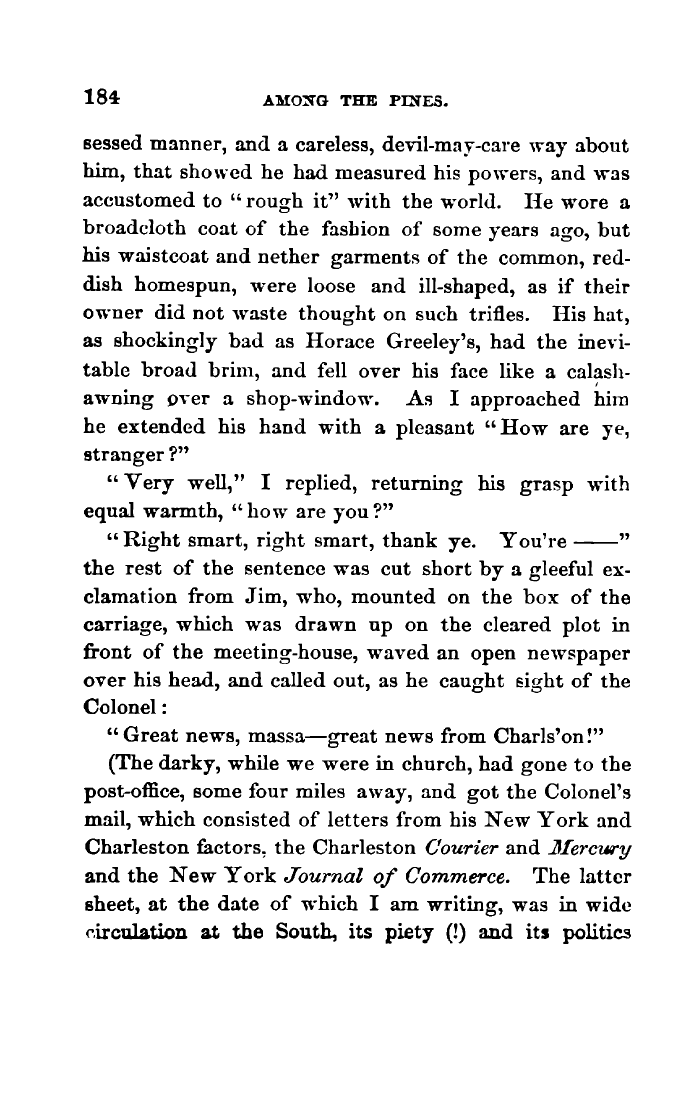 184 AMONG THE PINES.
sessed manner, and a careless, devil-may-care way about
him, that showed he had measured his powers, and was
accustomed to “rough it” with the world. He wore a
broadcloth coat of the fashion of some years ago, but
his waistcoat and nether garments of the common, red-
dish homespun, were loose and ill-shaped, as if their
owner did not waste thought on such trifles. His hat,
as shockingly bad as Horace Greeley's, had the inevi-
table broad brim, and fell over his face like a calash-
awning over a shop-window. As I approached him
he extended his hand with a pleasant “How are ye,
stranger?”
“Very well,” I replied, returning his grasp with
equal warmth, “how are you?”
“Right smart, right smart, thank ye. You're ——”
the rest of the sentence was cut short by a gleeful ex-
clamation from Jim, who, mounted on the box of the
carriage, which was drawn up on the cleared plot in
front of the meeting-house, waved an open newspaper
over his head, and called out, as he caught sight of the
Colonel:
“Great news, massa—great news from Charls'on!”
(The darky, while we were in church, had gone to the
post-office, some four miles away, and got the Colonel's
mail, which consisted of letters from his New York and
Charleston factors, the Charleston Courier and Mercury
and the New York Journal of Commerce. The latter
sheet, at the date of which I am writing, was in wide
circulation at the South, its piety (!) and its politics